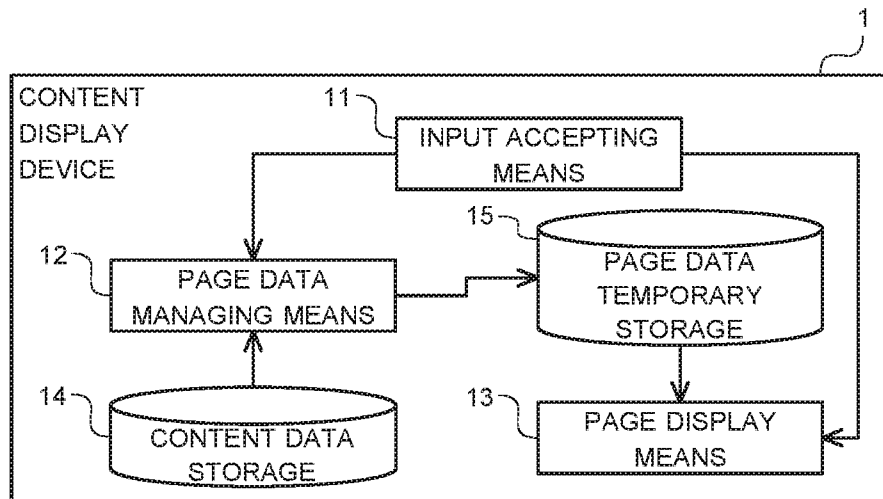 1
CONTENT
DISPLAY
DEVICE
11
INPUT ACCEPTING
MEANS
15
PAGE DATA
TEMPORARY
STORAGE
12
PAGE DATA
MANAGING MEANS
14
CONTENT DATA
STORAGE
13
PAGE DISPLAY
MEANS